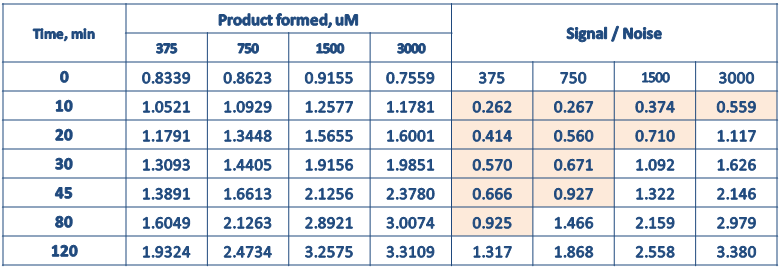 Time, min Product formed, uM Signal / Noise
375 750 1500 3000
0 0.8339 0.8623 0.9155 0.7559 375 750 1500 3000
10 1.0521 1.0929 1.2577 1.1781 0.262 0.267 0.374 0.559
20 1.1791 1.3448 1.5655 1.6001 0.414 0.560 0.710 1.117
30 1.3093 1.4405 1.9156 1.9851 0.570 0.671 1.092 1.626
45 1.3891 1.6613 2.1256 2.3780 0.666 0.927 1.322 2.146
80 1.6049 2.1263 2.8921 3.0074 0.925 1.466 2.159 2.979
120 1.9324 2.4734 3.2575 3.3109 1.317 1.868 2.558 3.380